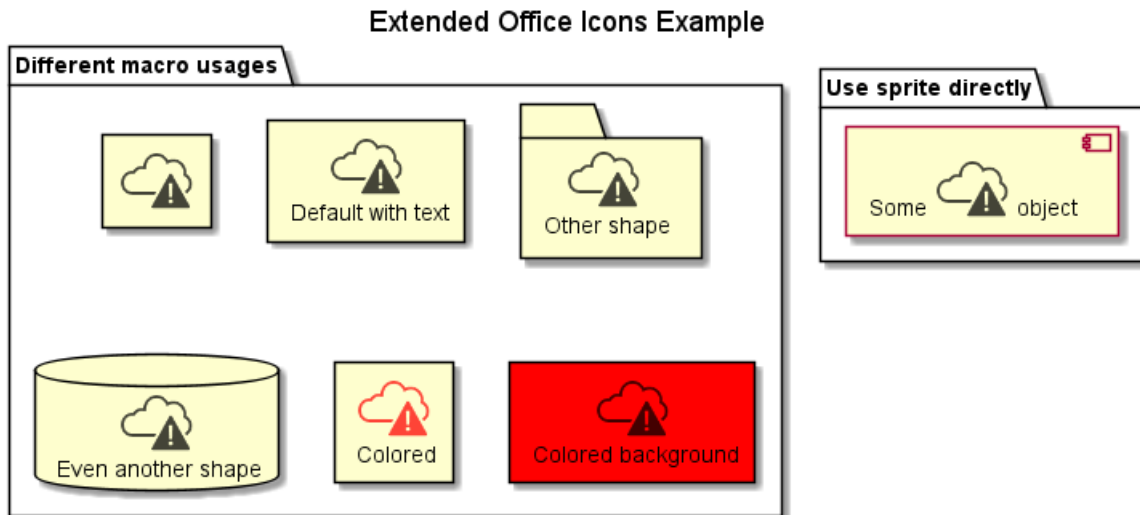 Extended Office Icons Example
Different macro usages
Default with text
Other shape
Even another shape
Colored
Colored background
Use sprite directly
Some object